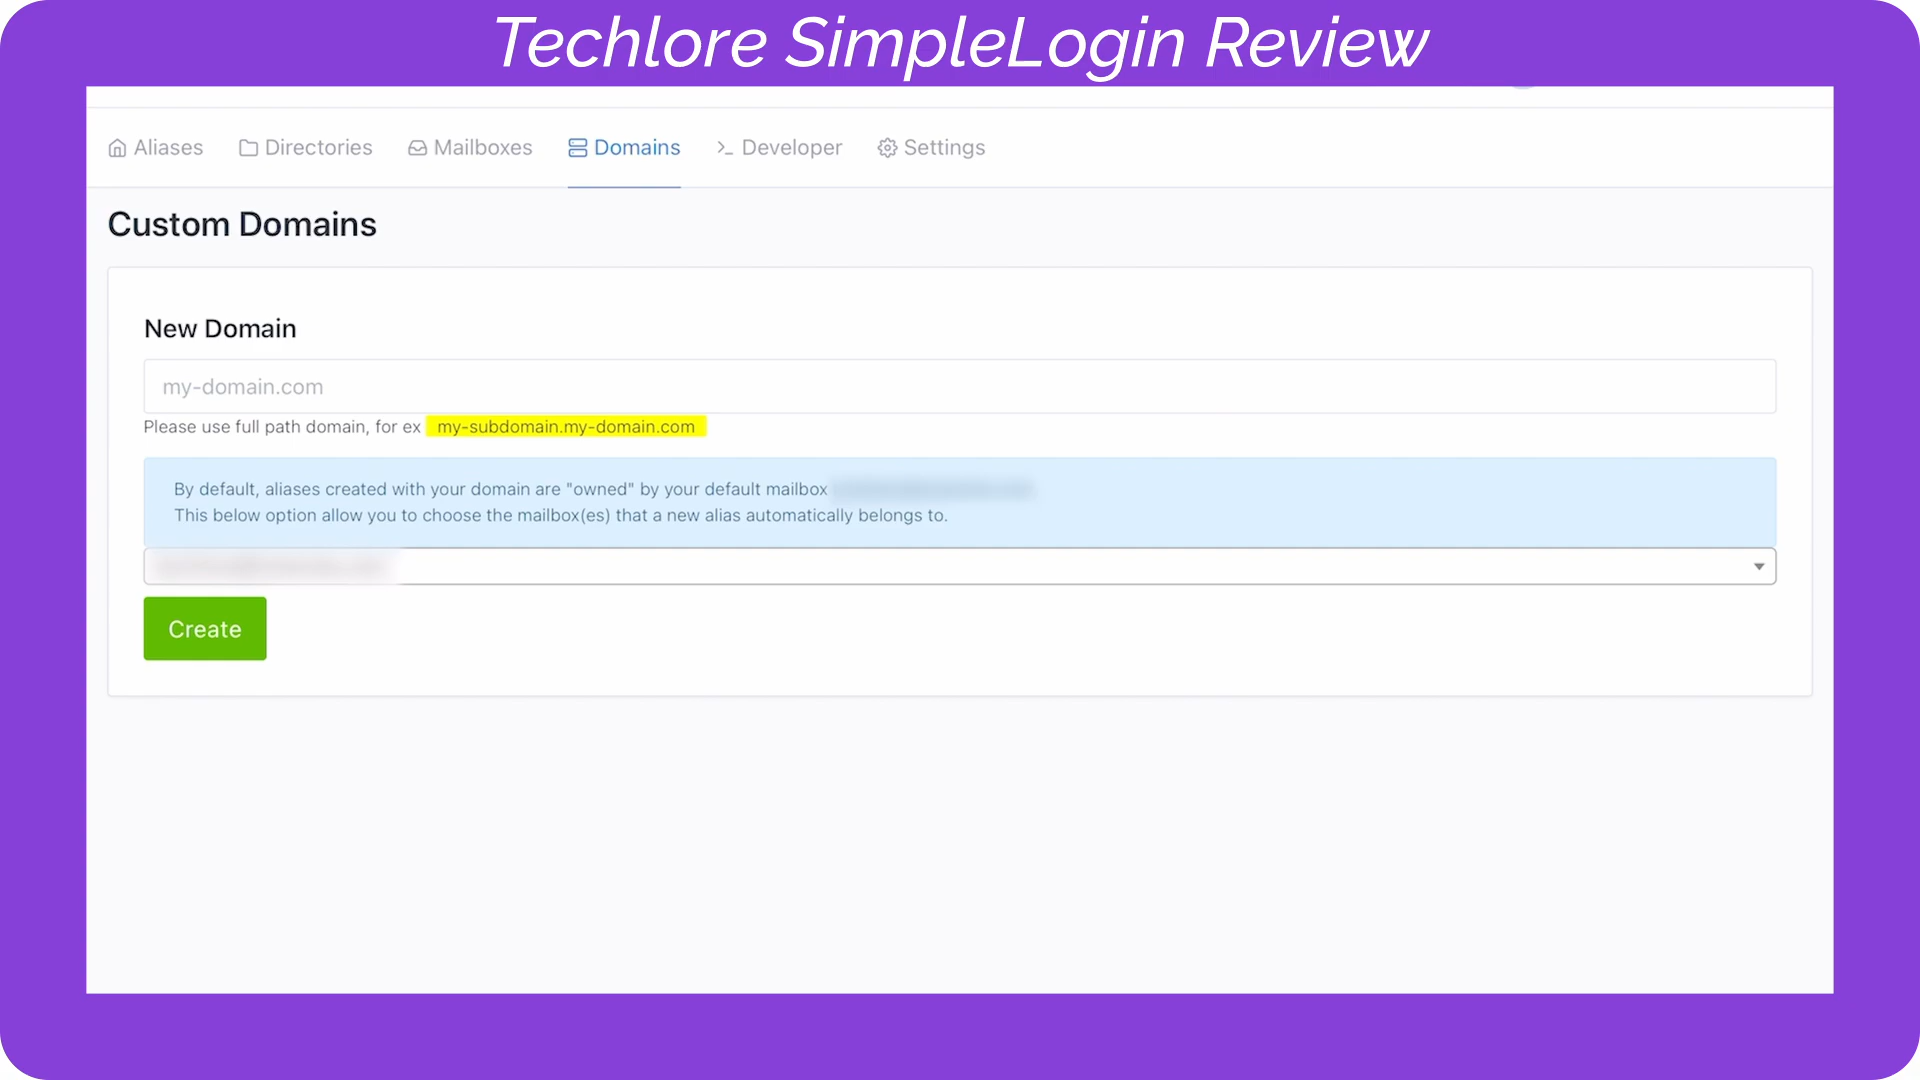 Techlore SimpleLogin Review
Aliases Directories Mailboxes Domains Developer Settings
Custom Domains
New Domain
my-domain.com
Please use full path domain, for ex my-subdomain.my-domain.com
By default, aliases created with your domain are "owned" by your default mailbox
This below option allow you to choose the mailbox(es) that a new alias automatically belongs to.
Create